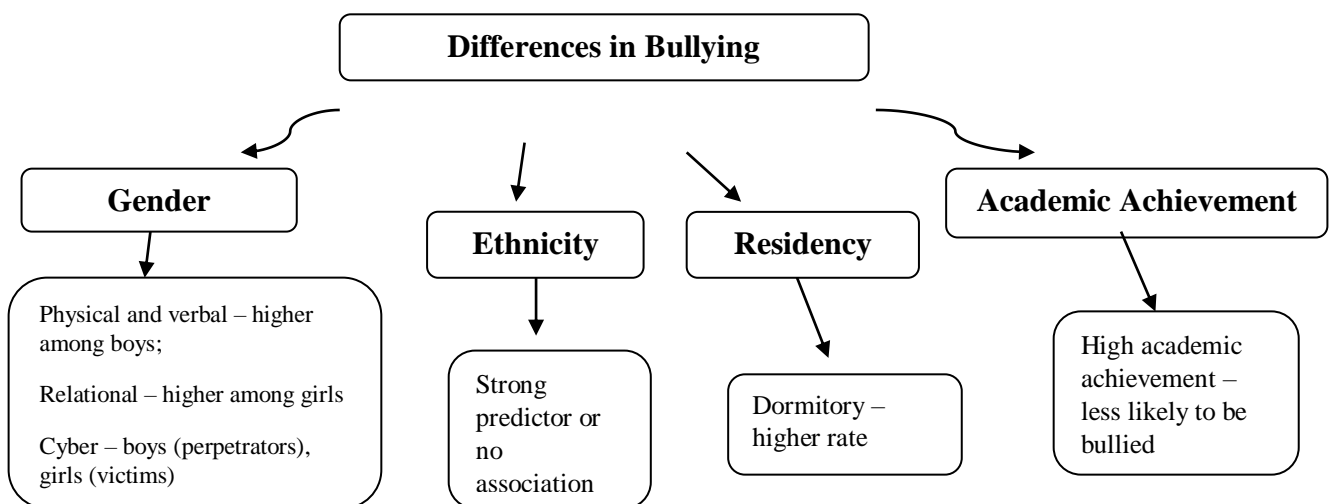 Differences in Bullying
Gender
Ethnicity
Residency
Academic Achievement
Physical and verbal – higher
among boys;
Relational – higher among girls
Cyber – boys (perpetrators),
girls (victims)
Strong
predictor or
no
association
Dormitory –
higher rate
High academic
achievement –
less likely to be
bullied